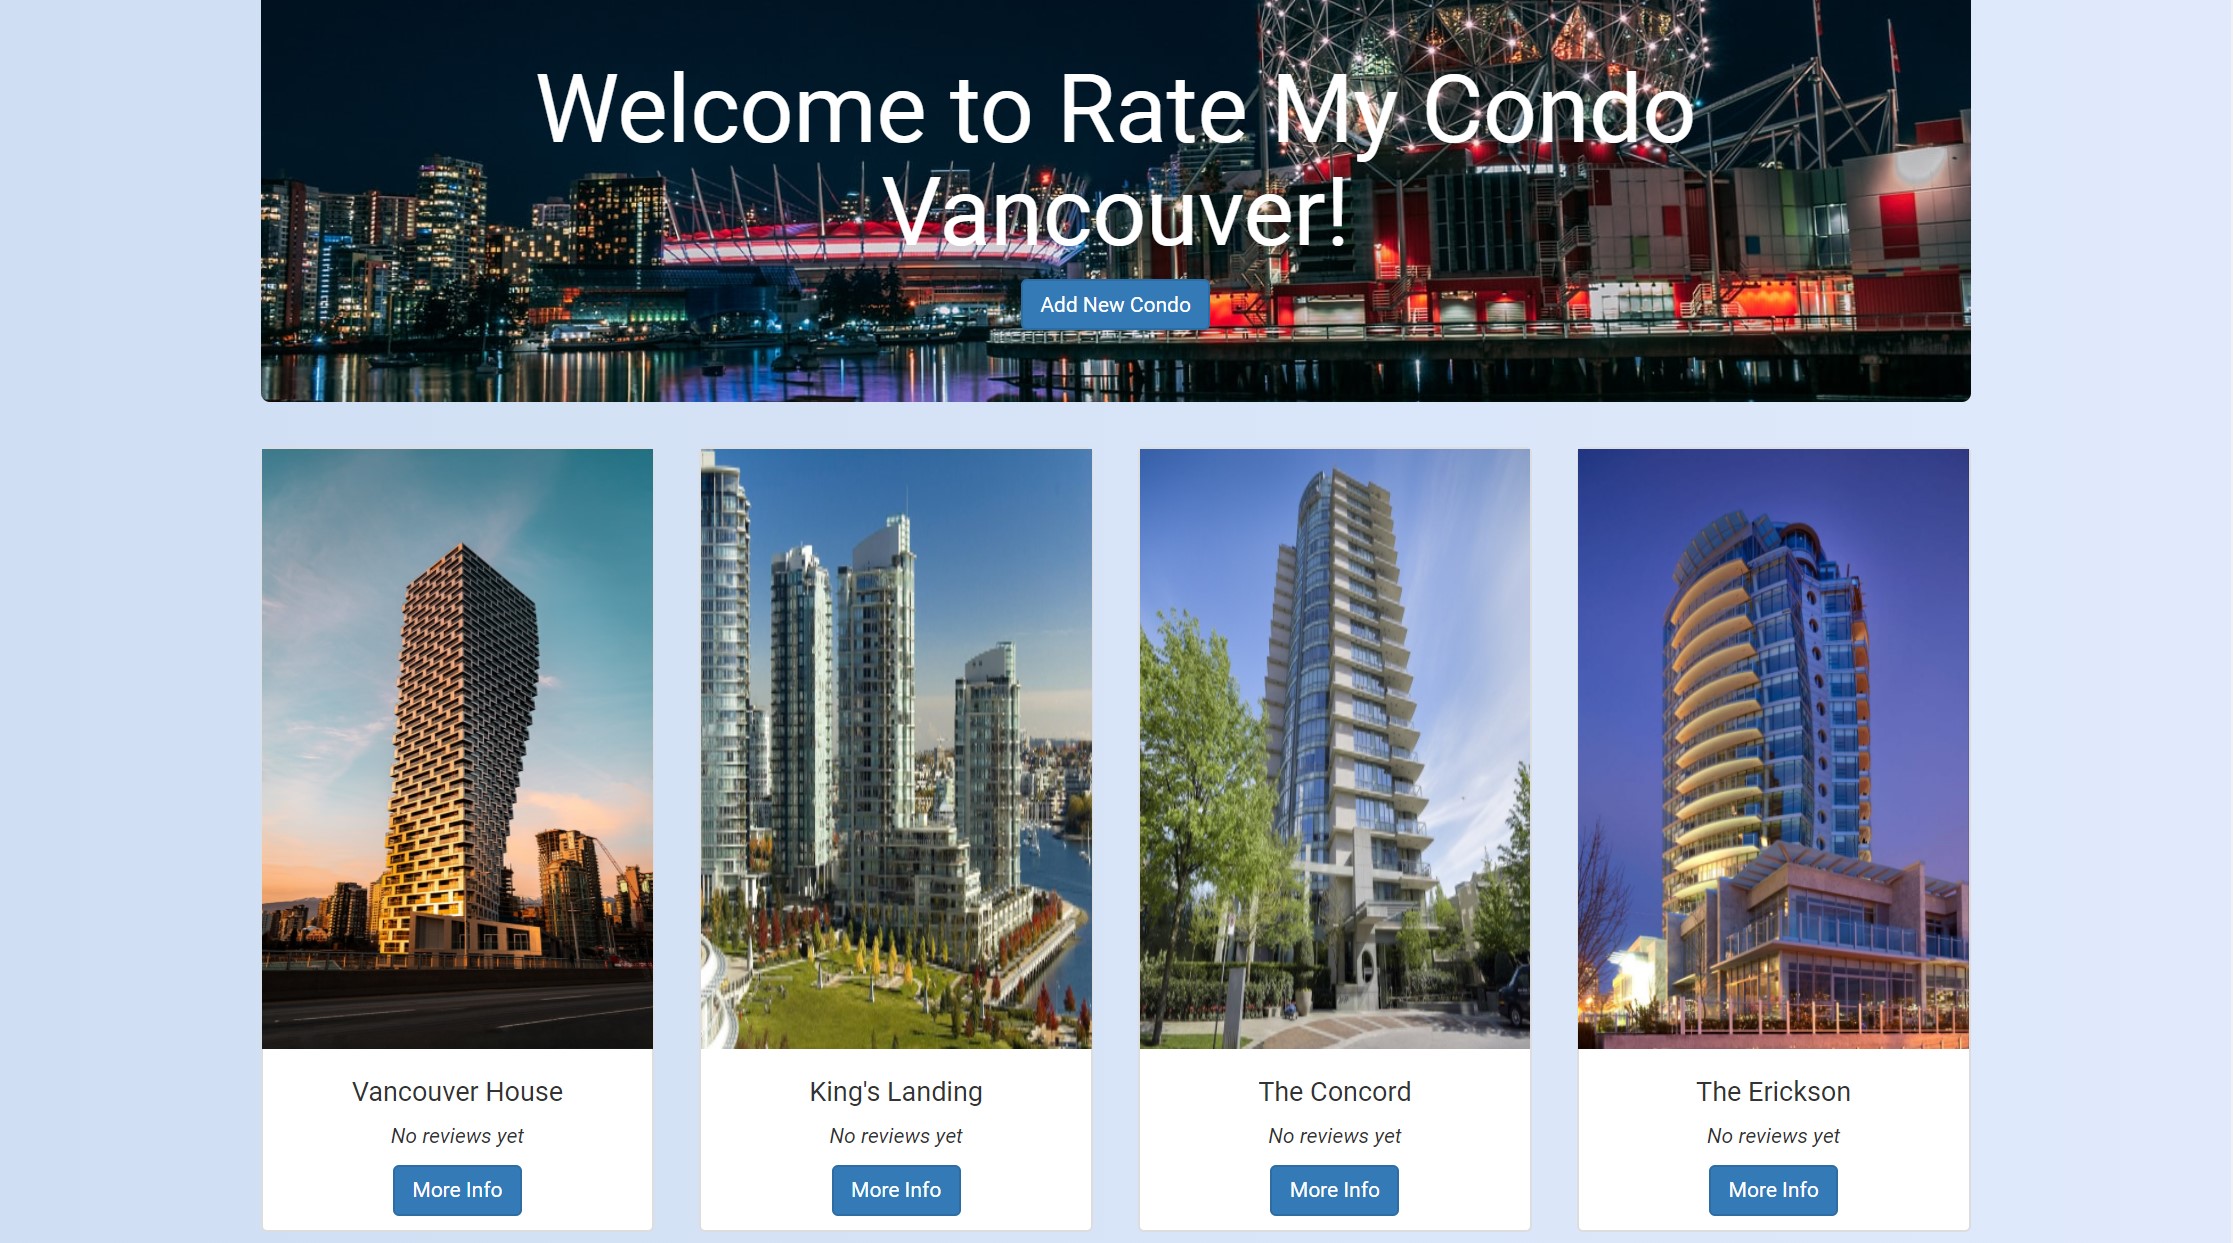 Welcome to Rate My Condo
Vancouver!
Add New Condo
Vancouver House
No reviews yet
More Info
King's Landing
No reviews yet
More Info
The Concord
No reviews yet
More Info
The Erickson
No reviews yet
More Info